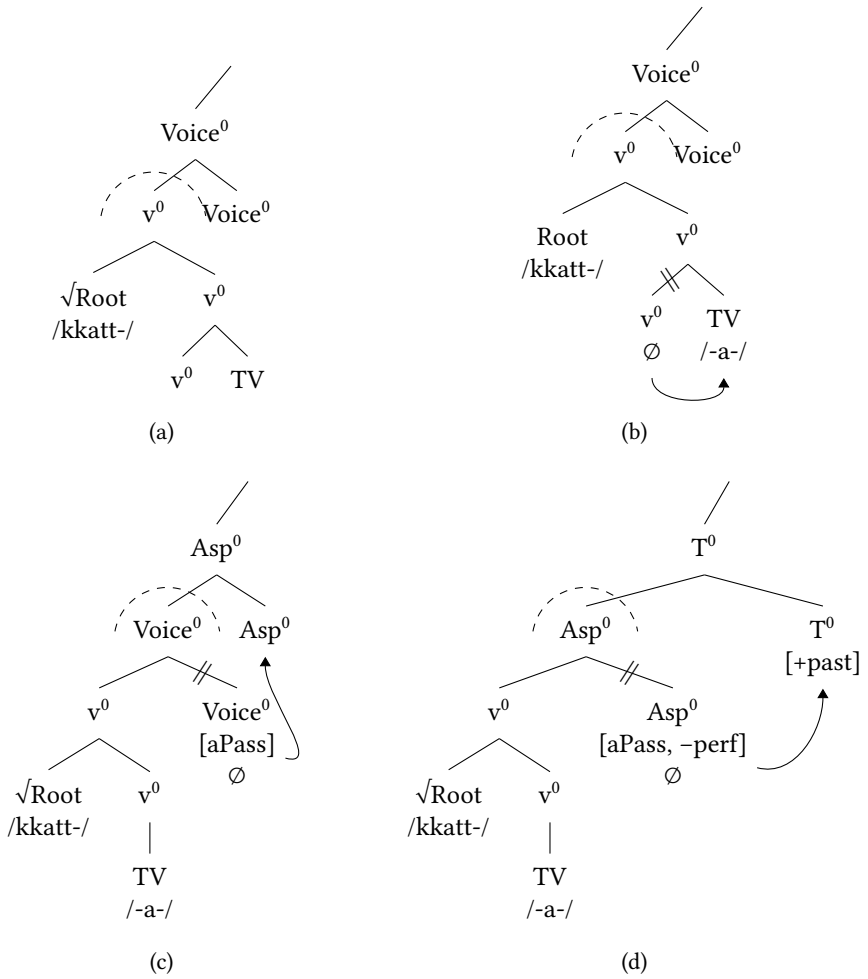 Voice⁰
v⁰ Voice⁰
√Root v⁰
/kkatt-/
v⁰ TV
(a)
Voice⁰
v⁰ Voice⁰
Root v⁰
/kkatt-/
v⁰ TV
∅ /-a-/
(b)
Asp⁰
Voice⁰ Asp⁰
v⁰ Voice⁰
[aPass]
∅
√Root v⁰
/kkatt-/
TV
/-a-/
(c)
T⁰
Asp⁰ T⁰
[+past]
v⁰ Asp⁰
[aPass, –perf]
∅
√Root v⁰
/kkatt-/
TV
/-a-/
(d)